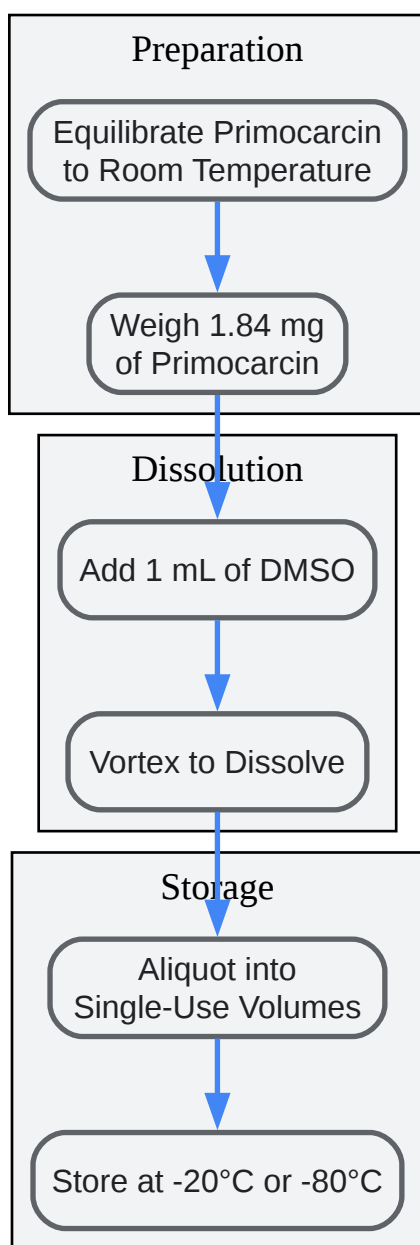 Preparation
Equilibrate Primocarcin
to Room Temperature
Weigh 1.84 mg
of Primocarcin
Dissolution
Add 1 mL of DMSO
Vortex to Dissolve
Storage
Aliquot into
Single-Use Volumes
Store at -20°C or -80°C